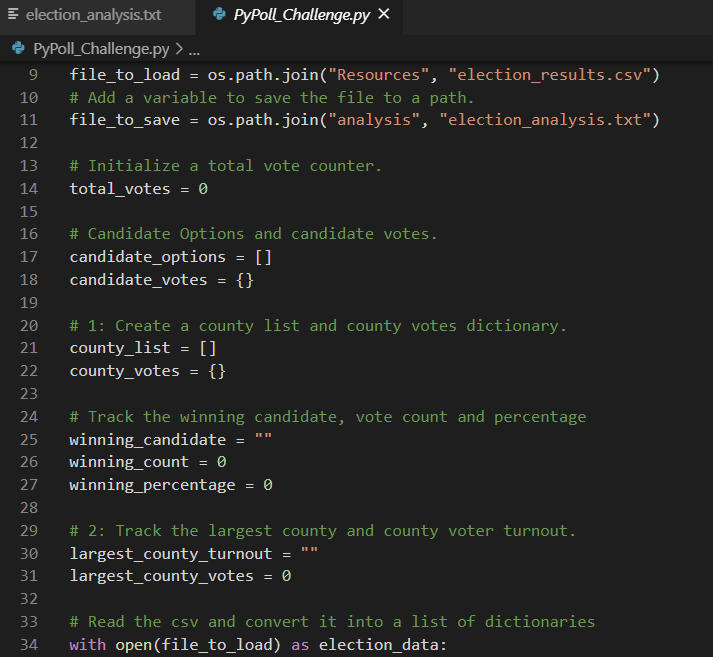 election_analysis.txt PyPoll_Challenge.py ×
PyPoll_Challenge.py > ...
9 file_to_load = os.path.join("Resources", "election_results.csv")
10 # Add a variable to save the file to a path.
11 file_to_save = os.path.join("analysis", "election_analysis.txt")
12
13 # Initialize a total vote counter.
14 total_votes = 0
15
16 # Candidate Options and candidate votes.
17 candidate_options = []
18 candidate_votes = {}
19
20 # 1: Create a county list and county votes dictionary.
21 county_list = []
22 county_votes = {}
23
24 # Track the winning candidate, vote count and percentage
25 winning_candidate = ""
26 winning_count = 0
27 winning_percentage = 0
28
29 # 2: Track the largest county and county voter turnout.
30 largest_county_turnout = ""
31 largest_county_votes = 0
32
33 # Read the csv and convert it into a list of dictionaries
34 with open(file_to_load) as election_data: